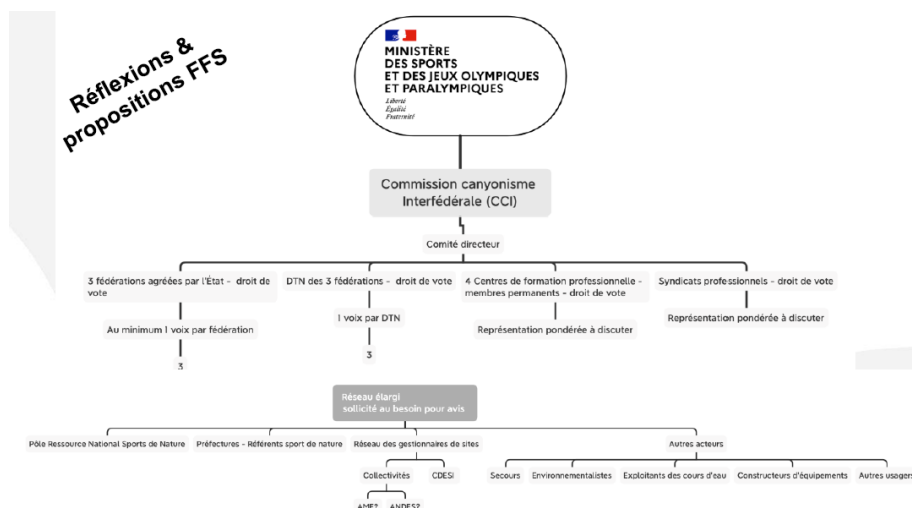 Réflexions &
propositions FFS
MINISTÈRE
DES SPORTS
ET DES JEUX OLYMPIQUES
ET PARALYMPIQUES
Liberté
Égalité
Fraternité
Commission canyonisme
Interfédérale (CCI)
Comité directeur
3 fédérations agréées par l'État - droit de
vote
DTN des 3 fédérations - droit de vote
4 Centres de formation professionnelle -
membres permanents - droit de vote
Syndicats professionnels - droit de vote
Au minimum 1 voix par fédération
1 voix par DTN
Représentation pondérée à discuter
Représentation pondérée à discuter
3
3
Réseau élargi
sollicité au besoin pour avis
Pôle Ressource National Sports de Nature
Préfectures - Référents sport de nature
Réseau des gestionnaires de sites
Autres acteurs
Collectivités
CDESI
Secours
Environnementalistes
Exploitants des cours d'eau
Constructeurs d'équipements
Autres usagers
AMF?
ANDES?